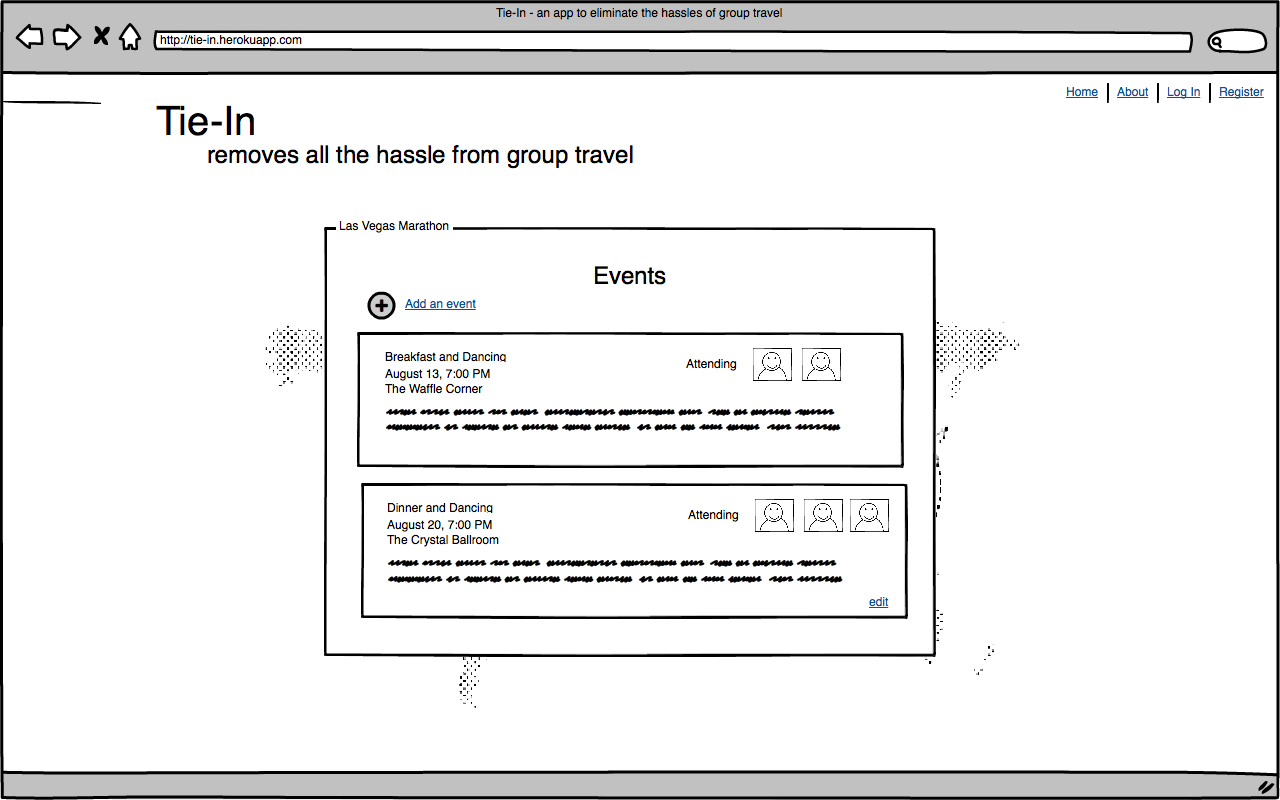 Tie-In - an app to eliminate the hassles of group travel
http://tie-in.herokuapp.com
Home About Log In Register
Tie-In
removes all the hassle from group travel
Las Vegas Marathon
Events
Add an event
Breakfast and Dancing
Attending
August 13, 7:00 PM
The Waffle Corner
Dinner and Dancing
Attending
August 20, 7:00 PM
The Crystal Ballroom
edit